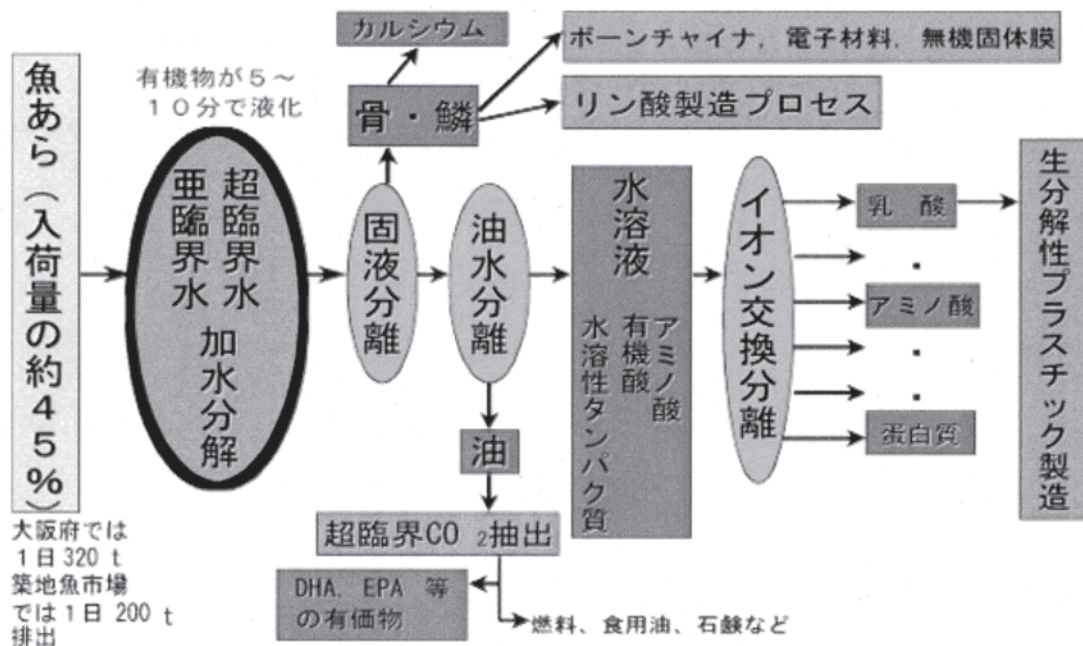 魚あら（入荷量の約４５％）
大阪府では
１日 320 t
築地魚市場
では１日 200 t
排出
有機物が５～
１０分で液化
超臨界水
亜臨界水
加水分解
固液分離
骨・鱗
カルシウム
ボーンチャイナ，電子材料，無機固体膜
リン酸製造プロセス
油水分離
油
超臨界CO 2抽出
DHA，EPA 等
の有価物
燃料、食用油、石鹸など
水溶液
アミノ酸
有機酸
水溶性タンパク質
イオン交換分離
乳　酸
・
アミノ酸
・
・
蛋白質
生分解性プラスチック製造